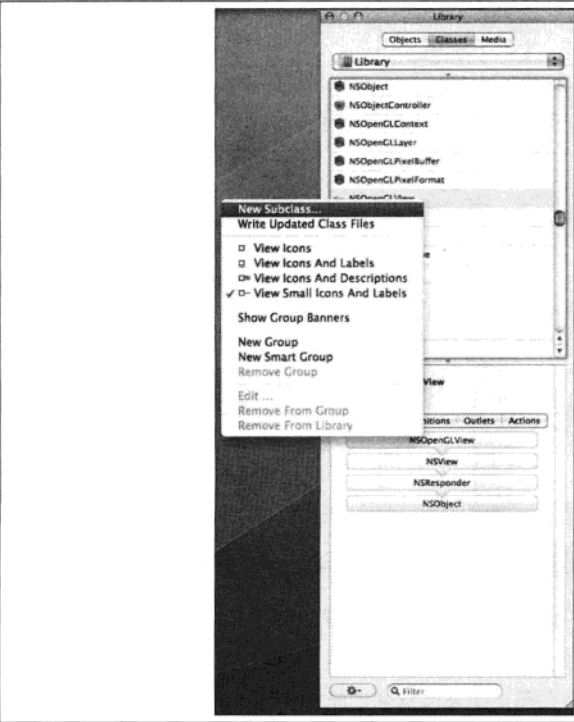 Library
Objects Classes Media
Library
NSObject
NSObjectController
NSOpenGLContext
NSOpenGLLayer
NSOpenGLPixelBuffer
NSOpenGLPixelFormat
NSOpenGLView
New Subclass...
Write Updated Class Files
View Icons
View Icons And Labels
View Icons And Descriptions
View Small Icons And Labels
Show Group Banners
New Group
New Smart Group
Remove Group
Edit ...
Remove From Group
Remove From Library
View
nitions Outlets Actions
NSOpenGLView
NSView
NSResponder
NSObject
Filter